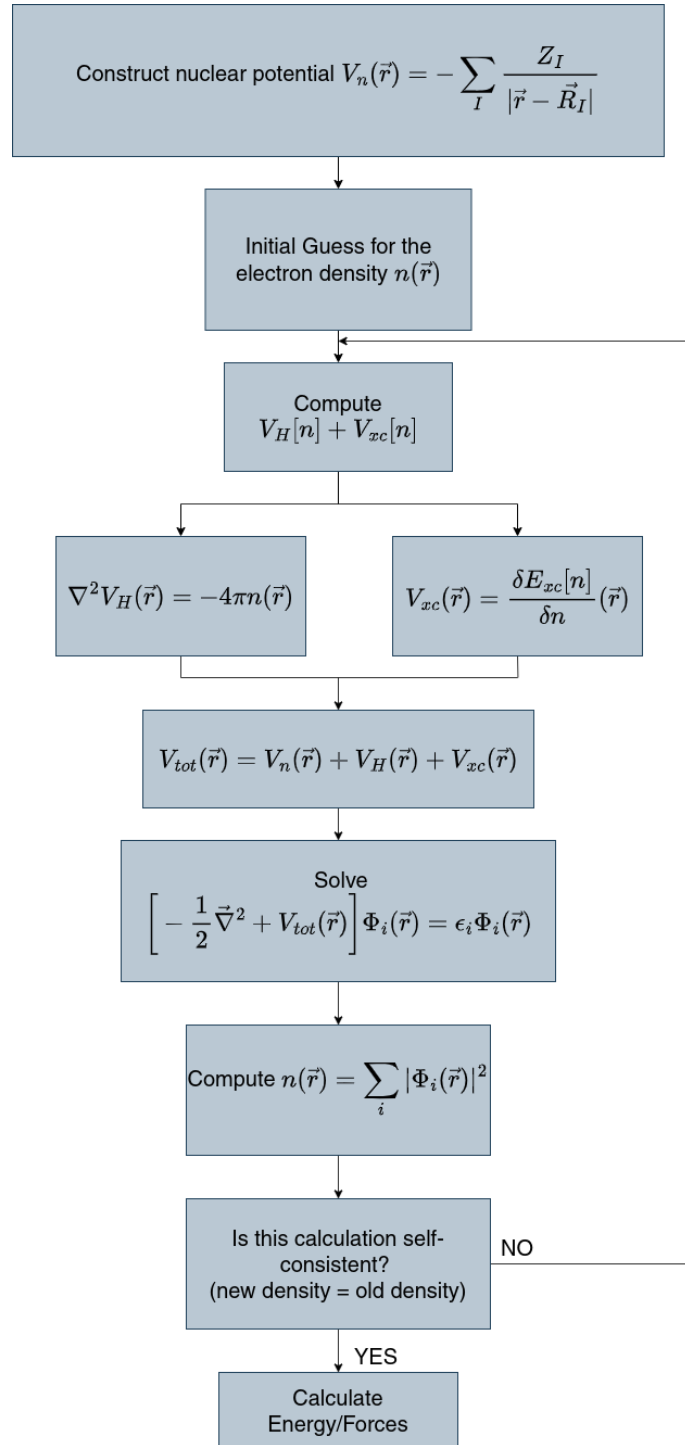 Construct nuclear potential $V_n(\vec{r}) = -\sum_I \frac{Z_I}{|\vec{r} - \vec{R}_I|}$
Initial Guess for the
electron density $n(\vec{r})$
Compute
$V_H[n] + V_{xc}[n]$
$\nabla^2 V_H(\vec{r}) = -4\pi n(\vec{r})$
$V_{xc}(\vec{r}) = \frac{\delta E_{xc}[n]}{\delta n}(\vec{r})$
$V_{tot}(\vec{r}) = V_n(\vec{r}) + V_H(\vec{r}) + V_{xc}(\vec{r})$
Solve
$\left[ -\frac{1}{2}\vec{\nabla}^2 + V_{tot}(\vec{r}) \right] \Phi_i(\vec{r}) = \epsilon_i \Phi_i(\vec{r})$
Compute $n(\vec{r}) = \sum_i |\Phi_i(\vec{r})|^2$
Is this calculation self-
consistent?
(new density = old density)
NO
YES
Calculate
Energy/Forces